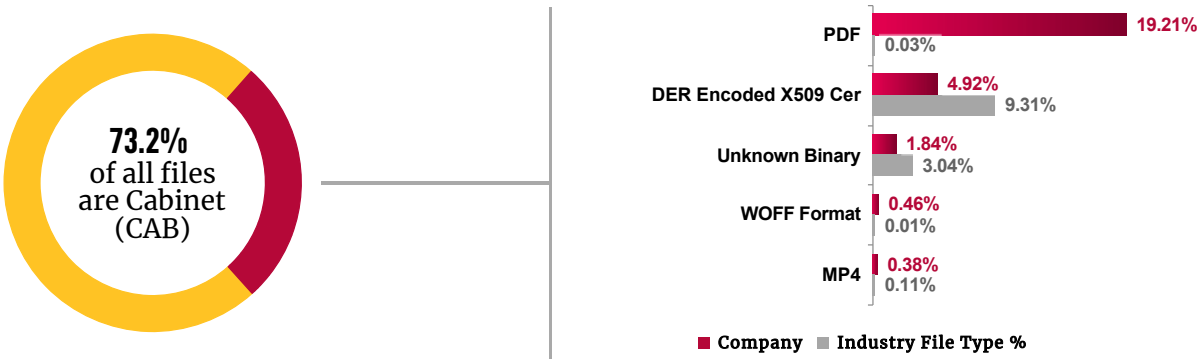 73.2%
of all files
are Cabinet
(CAB)
PDF
19.21%
0.03%
DER Encoded X509 Cer
4.92%
9.31%
Unknown Binary
1.84%
3.04%
WOFF Format
0.46%
0.01%
MP4
0.38%
0.11%
Company Industry File Type %